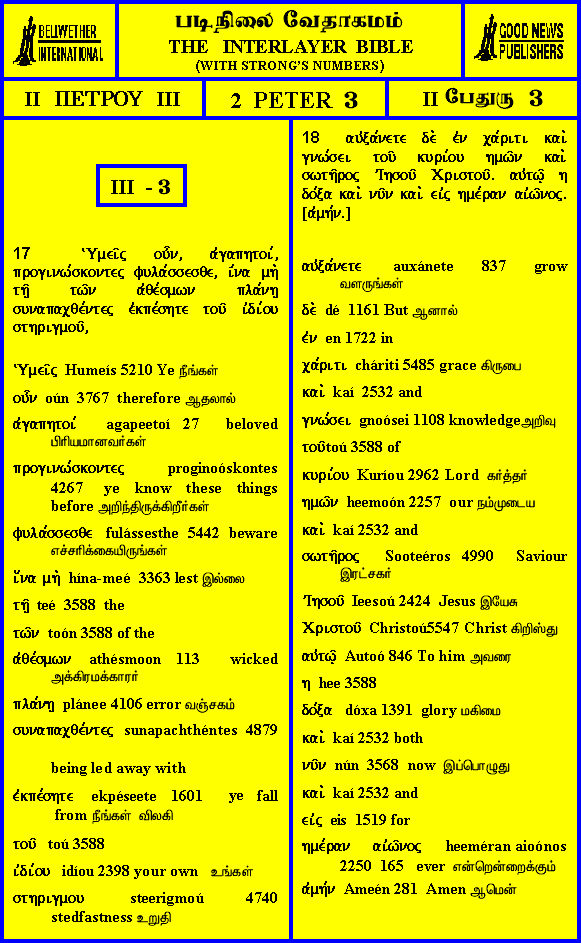 BELLWETHER
INTERNATIONAL
படிநிலை வேதாகமம்
THE INTERLAYER BIBLE
(WITH STRONG'S NUMBERS)
GOOD NEWS
PUBLISHERS
II ΠΕΤΡΟΥ III
2 PETER 3
II பேதுரு 3
III - 3
17 Ὑμεῖς οὖν, ἀγαπητοί,
προγινώσκοντες φυλάσσεσθε, ἵνα μὴ
τῇ τῶν ἀθέσμων πλάνῃ
συναπαχθέντες ἐκπέσητε τοῦ ἰδίου
στηριγμοῦ,
Ὑμεῖς Humeís 5210 Ye நீங்கள்
οὖν oún 3767 therefore ஆதலால்
ἀγαπητοί agapeetoí 27 beloved
பிரியமானவர்கள்
προγινώσκοντες proginoóskontes
4267 ye know these things
before அறிந்திருக்கிறீர்கள்
φυλάσσεσθε fulássesthe 5442 beware
எச்சரிக்கையிருங்கள்
ἵνα μὴ hína-meé 3363 lest இல்லை
τῇ teé 3588 the
τῶν toón 3588 of the
ἀθέσμων athésmoon 113 wicked
அக்கிரமக்காரர்
πλάνῃ plánee 4106 error வஞ்சகம்
συναπαχθέντες sunapachthéntes 4879
being led away with
ἐκπέσητε ekpéseete 1601 ye fall
from நீங்கள் விலகி
τοῦ toú 3588
ἰδίου idíou 2398 your own உங்கள்
στηριγμου steerigmoú 4740
stedfastness உறுதி
18 αὐξάνετε δὲ ἐν χάριτι καὶ
γνώσει τοῦ κυρίου ημῶν καὶ
σωτῆρος Ἰησοῦ Χριστοῦ. αὐτῷ η
δόξα καὶ νῦν καὶ εἰς ημέραν αἰῶνος.
[ἀμήν.]
αὐξάνετε auxánete 837 grow
வளருங்கள்
δὲ dé 1161 But ஆனால்
ἐν en 1722 in
χάριτι cháriti 5485 grace கிருபை
καὶ kaí 2532 and
γνώσει gnoósei 1108 knowledgeஅறிவு
τοῦtoú 3588 of
κυρίου Kuríou 2962 Lord கர்த்தர்
ημῶν heemoón 2257 our நம்முடைய
καὶ kaí 2532 and
σωτῆρος Sooteéros 4990 Saviour
இரட்சகர்
Ἰησοῦ Ieesoú 2424 Jesus இயேசு
Χριστοῦ Christoú5547 Christ கிறிஸ்து
αὐτῷ Autoó 846 To him அவரை
η hee 3588
δόξα dóxa 1391 glory மகிமை
καὶ kaí 2532 both
νῦν nún 3568 now இப்பொழுது
καὶ kaí 2532 and
εἰς eis 1519 for
ημέραν αἰῶνος heeméran aioónos
2250 165 ever என்றென்றைக்கும்
ἀμήν Ameén 281 Amen ஆமென்